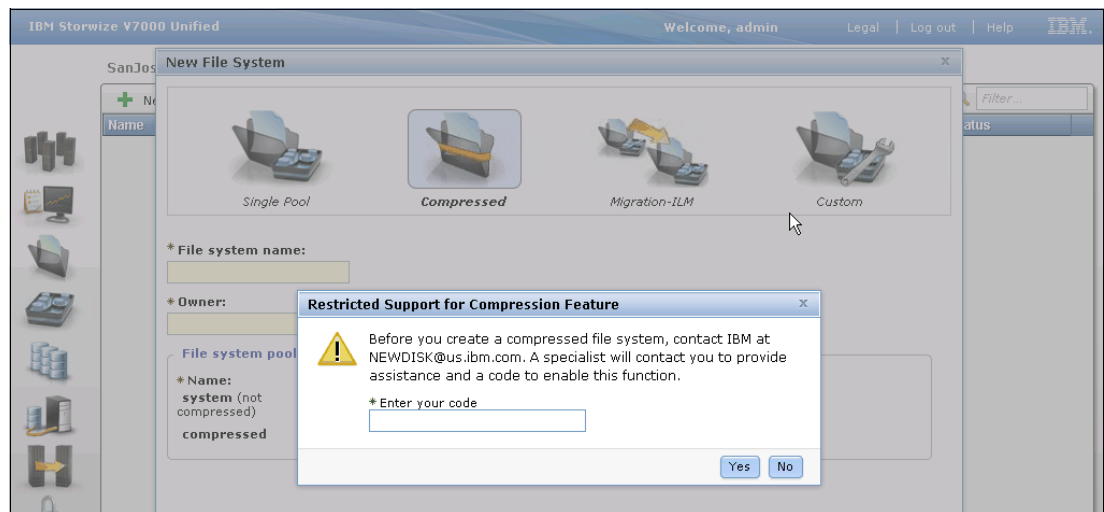 IBM Storwize V7000 Unified Welcome, admin Legal | Log out | Help IBM.
SanJos
New File System x
Filter...
Name atus
Single Pool Compressed Migration-ILM Custom
* File system name:
* Owner:
Restricted Support for Compression Feature x
Before you create a compressed file system, contact IBM at
NEWDISK@us.ibm.com. A specialist will contact you to provide
assistance and a code to enable this function.
* Enter your code
Yes No
File system pool
* Name:
system (not
compressed)
compressed